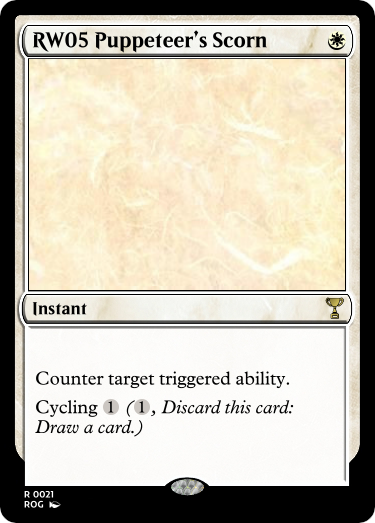 RW05 Puppeteer's Scorn
Instant
Counter target triggered ability.
Cycling 1 (1, Discard this card:
Draw a card.)
R 0021
ROG